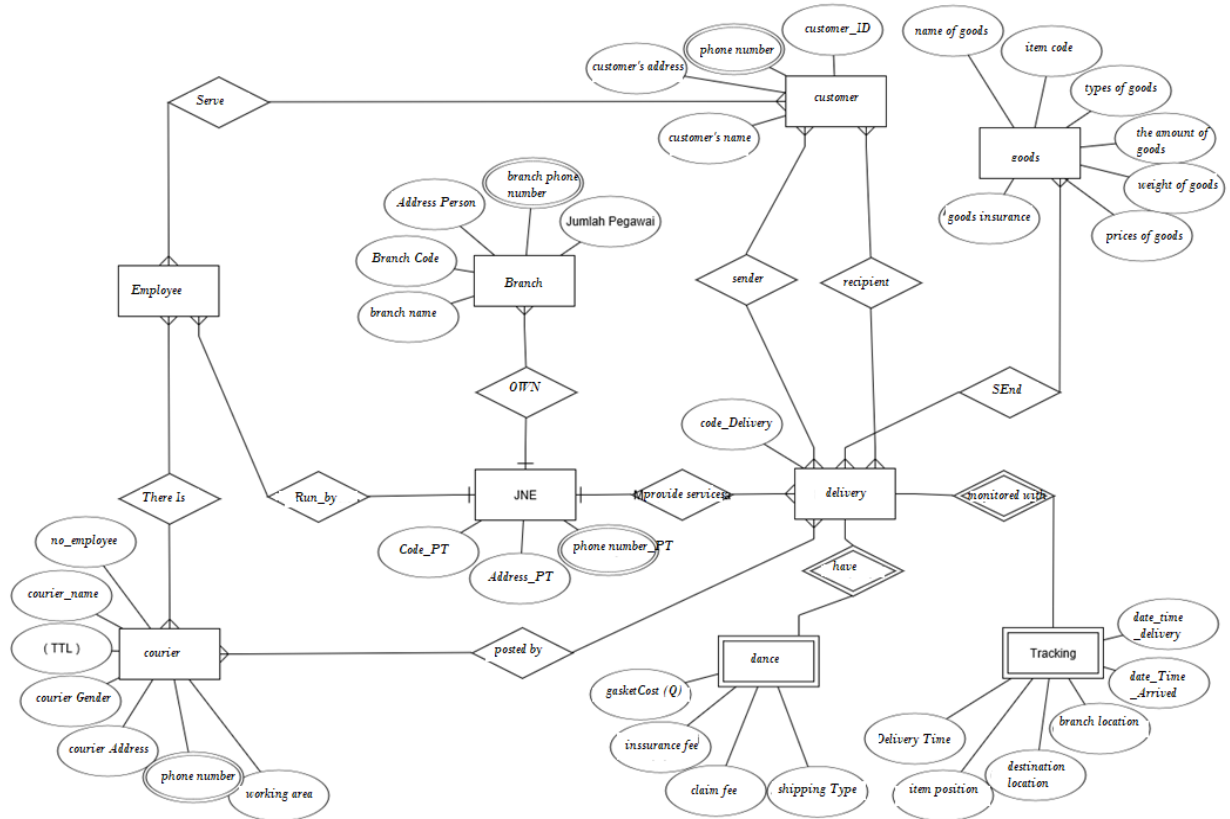 customer_ID
name of goods
phone number
item code
customer's address
customer
types of goods
Serve
the amount of
goods
customer's name
goods
branch phone
number
weight of goods
Address Person
Jumlah Pegawai
goods insurance
prices of goods
Branch Code
Employee
Branch
sender
recipient
branch name
OWN
SEnd
code_Delivery
There Is
Run_by
JNE
Mprovide services
delivery
monitored with
no_employee
Code_PT
phone number_PT
Address_PT
have
courier_name
date_time
_delivery
( TTL )
courier
posted by
dance
Tracking
date_Time
_Arrived
courier Gender
gasketCost (Q)
branch location
courier Address
inssurance fee
Delivery Time
phone number
working area
claim fee
shipping Type
item position
destination
location